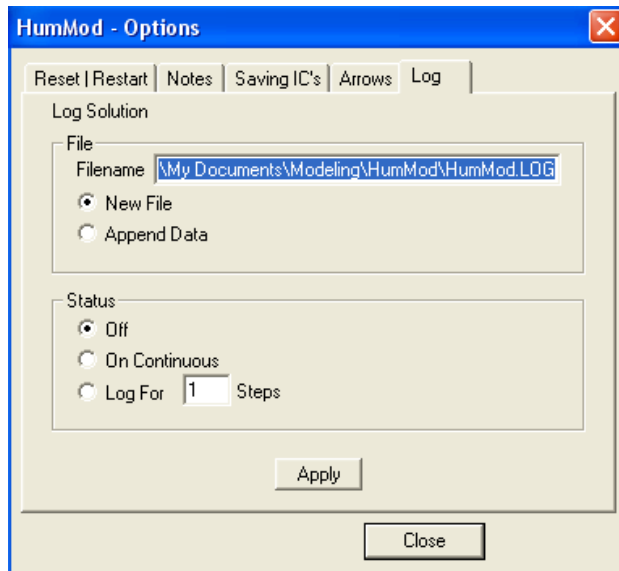 HumMod - Options
Reset | Restart Notes Saving IC's Arrows Log
Log Solution
File
Filename \My Documents\Modeling\HumMod\HumMod.LOG
New File
Append Data
Status
Off
On Continuous
Log For 1 Steps
Apply
Close